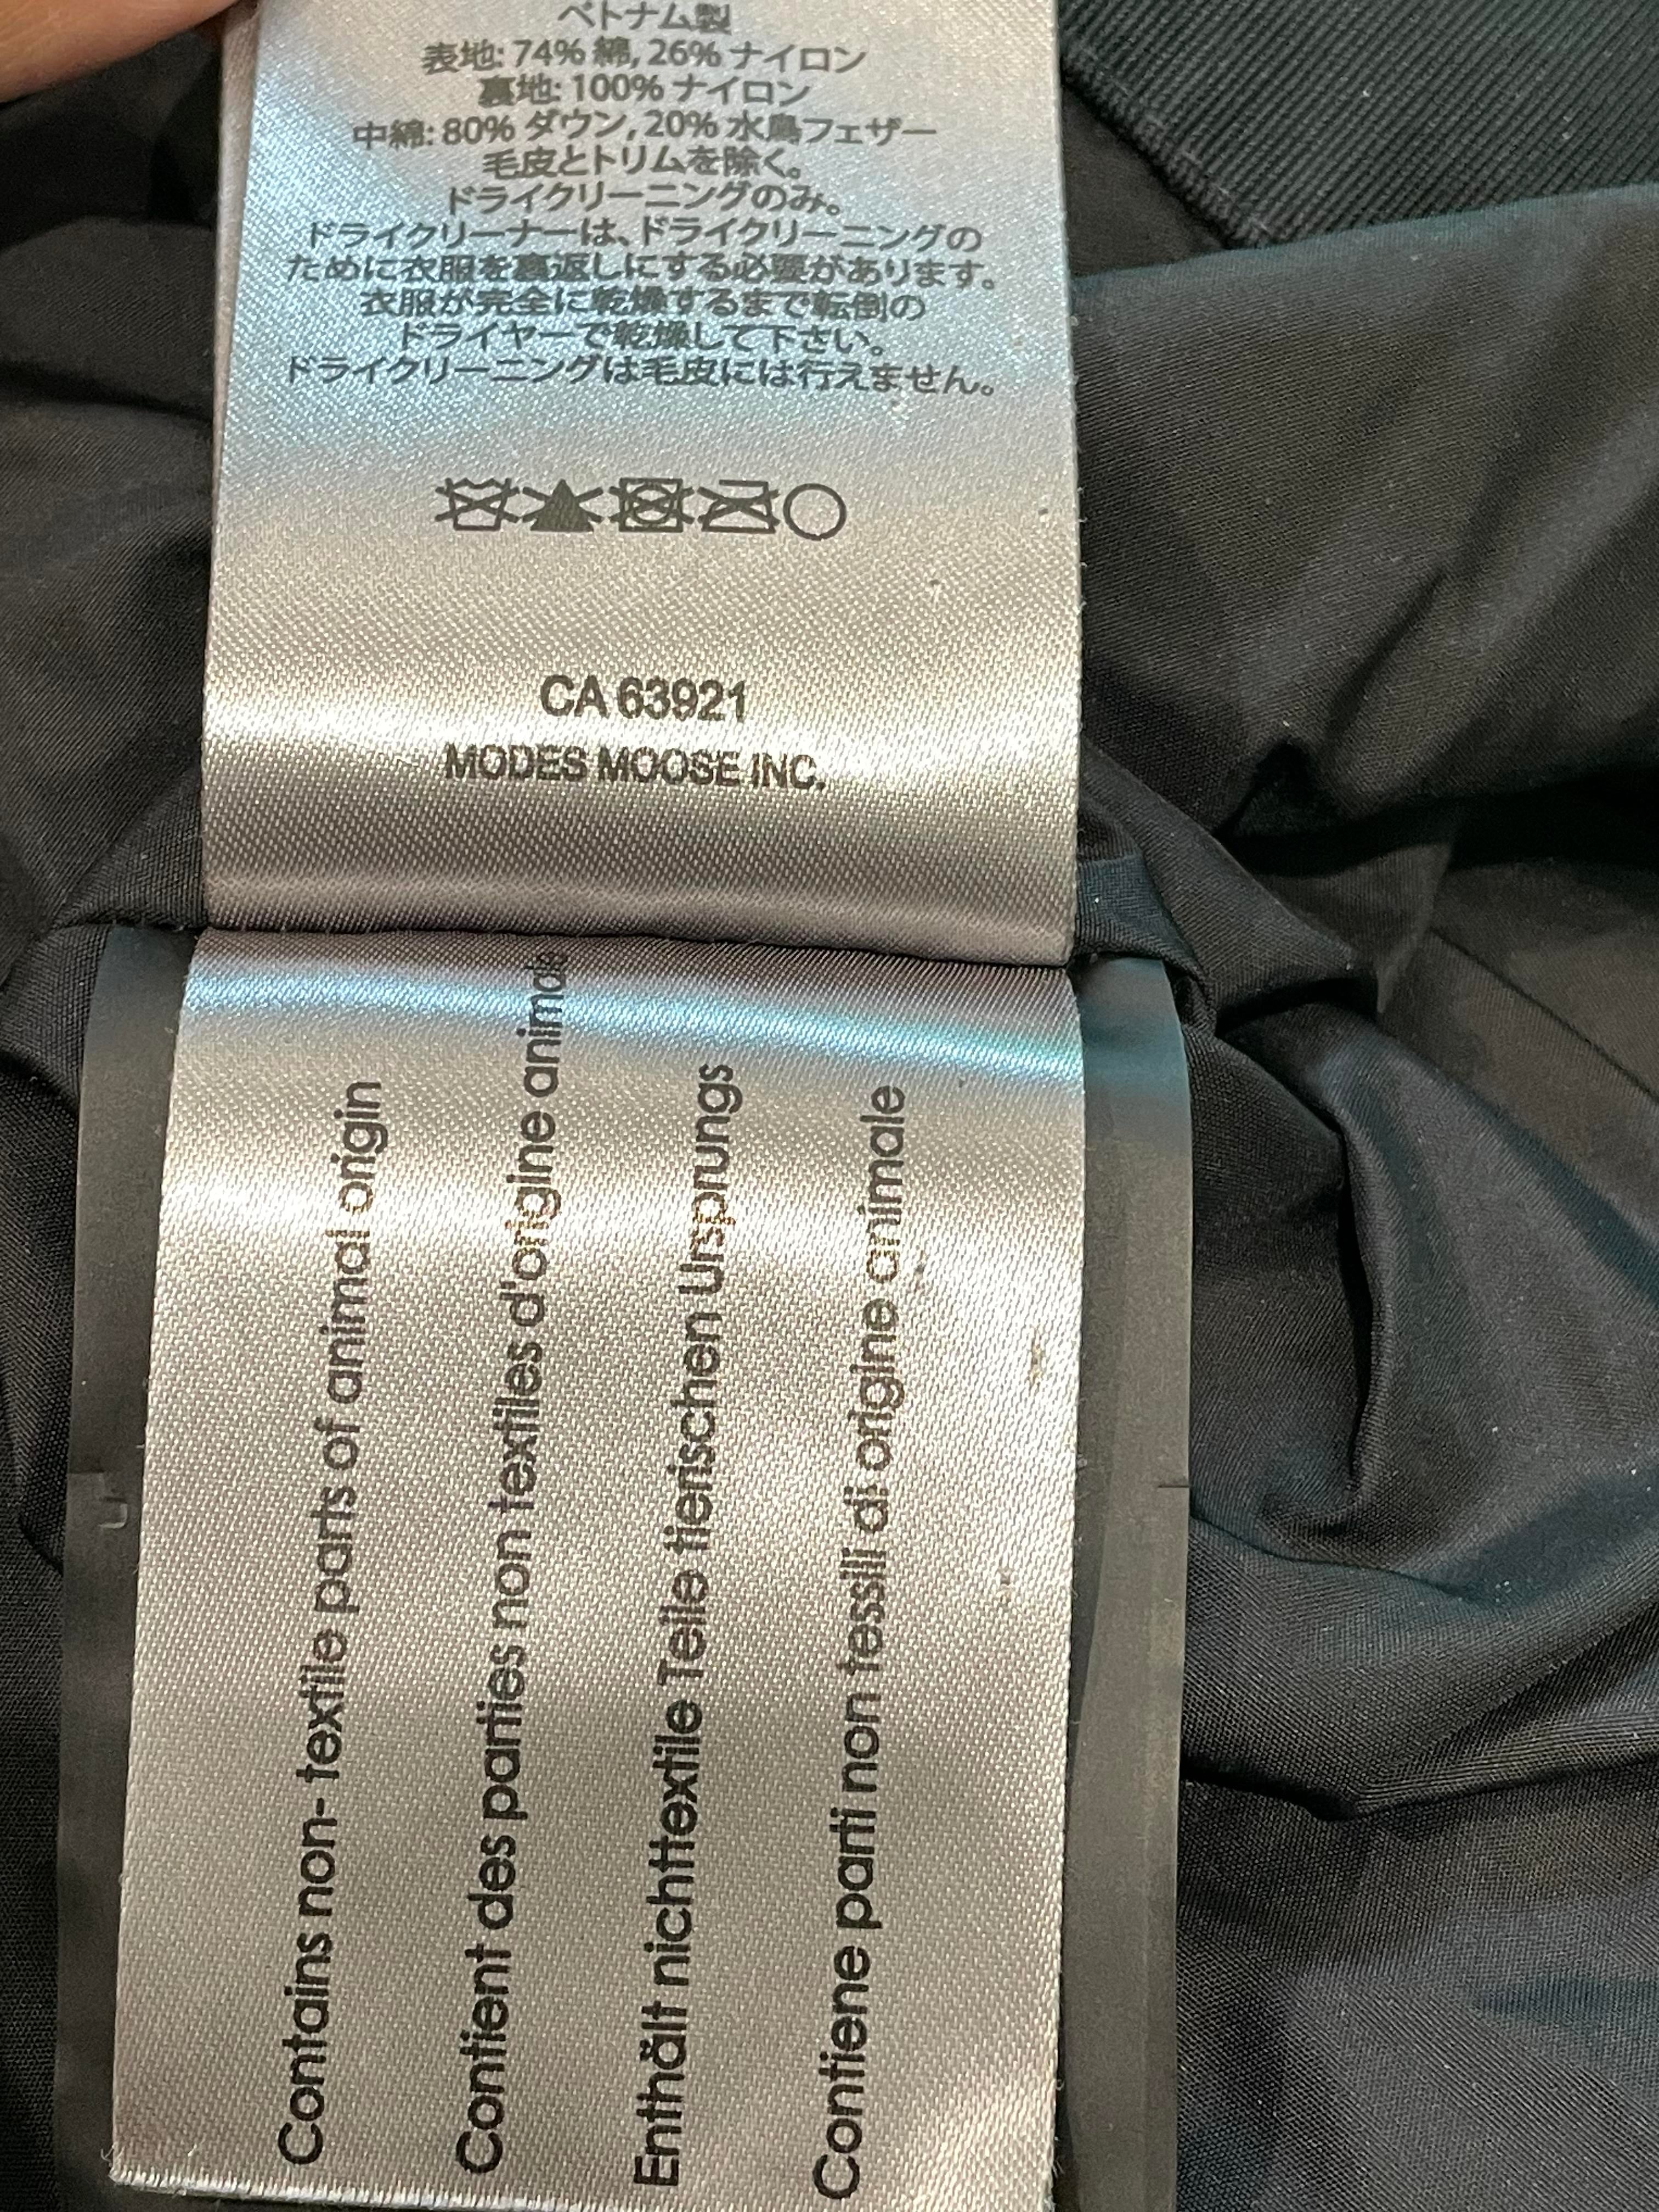 ベトナム製
表地: 74% 綿, 26% ナイロン
裏地: 100% ナイロン
中綿: 80% ダウン, 20% 水鳥フェザー
毛皮とトリムを除く。
ドライクリーニングのみ。
ドライクリーナーは、ドライクリーニングの
ために衣服を裏返しにする必要があります。
衣服が完全に乾燥するまで転倒の
ドライヤーで乾燥して下さい。
ドライクリーニングは毛皮には行えません。
CA 63921
MODES MOOSE INC.
Contains non- textile parts of animal origin
Contient des parties non textiles d'origine animale
Enthält nichttextile Teile tierischen Ursprungs
Contiene parti non tessili di origine animale